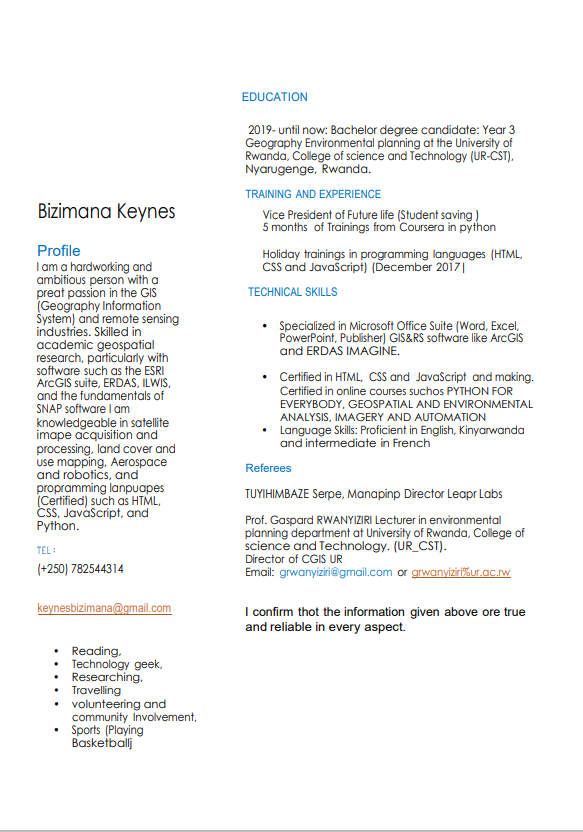 Bizimana Keynes
Profile
I am a hardworking and
ambitious person with a
preat passion in the GIS
(Geography Information
System) and remote sensing
industries. Skilled in
academic geospatial
research, particularly with
software such as the ESRI
ArcGIS suite, ERDAS, ILWIS,
and the fundamentals of
SNAP software I am
knowledgeable in satellite
imape acquisition and
processing, land cover and
use mapping, Aerospace
and robotics, and
propramming lanpuapes
(Certified) such as HTML,
CSS, JavaScript, and
Python.
TEL:
(+250) 782544314
keynesbizimana@gmail.com
• Reading,
• Technology geek,
• Researching,
• Travelling
• volunteering and
community Involvement,
• Sports (Playing
Basketballj
EDUCATION
2019- until now: Bachelor degree candidate: Year 3
Geography Environmental planning at the University of
Rwanda, College of science and Technology (UR-CST),
Nyarugenge, Rwanda.
TRAINING AND EXPERIENCE
Vice President of Future life (Student saving )
5 months of Trainings from Coursera in python
Holiday trainings in programming languages (HTML,
CSS and JavaScript) (December 2017|
TECHNICAL SKILLS
• Specialized in Microsoft Office Suite (Word, Excel,
PowerPoint, Publisher) GIS&RS software like ArcGIS
and ERDAS IMAGINE.
• Certified in HTML, CSS and JavaScript and making.
Certified in online courses suchos PYTHON FOR
EVERYBODY, GEOSPATIAL AND ENVIRONMENTAL
ANALYSIS, IMAGERY AND AUTOMATION
• Language Skills: Proficient in English, Kinyarwanda
and intermediate in French
Referees
TUYIHIMBAZE Serpe, Manapinp Director Leapr Labs
Prof. Gaspard RWANYIZIRI Lecturer in environmental
planning department at University of Rwanda, College of
science and Technology. (UR_CST).
Director of CGIS UR
Email: grwanyiziri@gmail.com or grwanyiziri%ur.ac.rw
I confirm thot the information given above ore true
and reliable in every aspect.